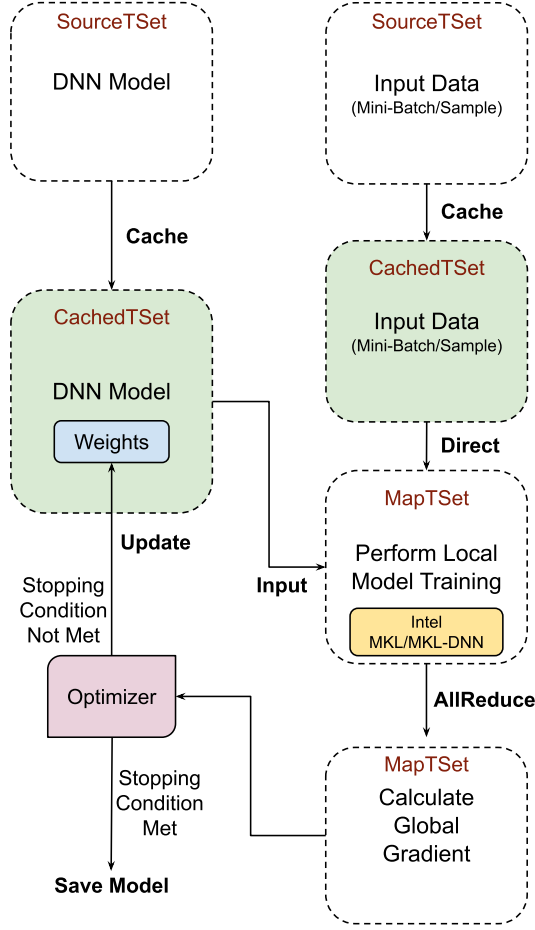 SourceTSet
DNN Model
Cache
CachedTSet
DNN Model
Weights
Update
Stopping
Condition
Not Met
Optimizer
Stopping
Condition
Met
Save Model
SourceTSet
Input Data
(Mini-Batch/Sample)
Cache
CachedTSet
Input Data
(Mini-Batch/Sample)
Direct
MapTSet
Perform Local
Model Training
Input
Intel
MKL/MKL-DNN
AllReduce
MapTSet
Calculate
Global
Gradient